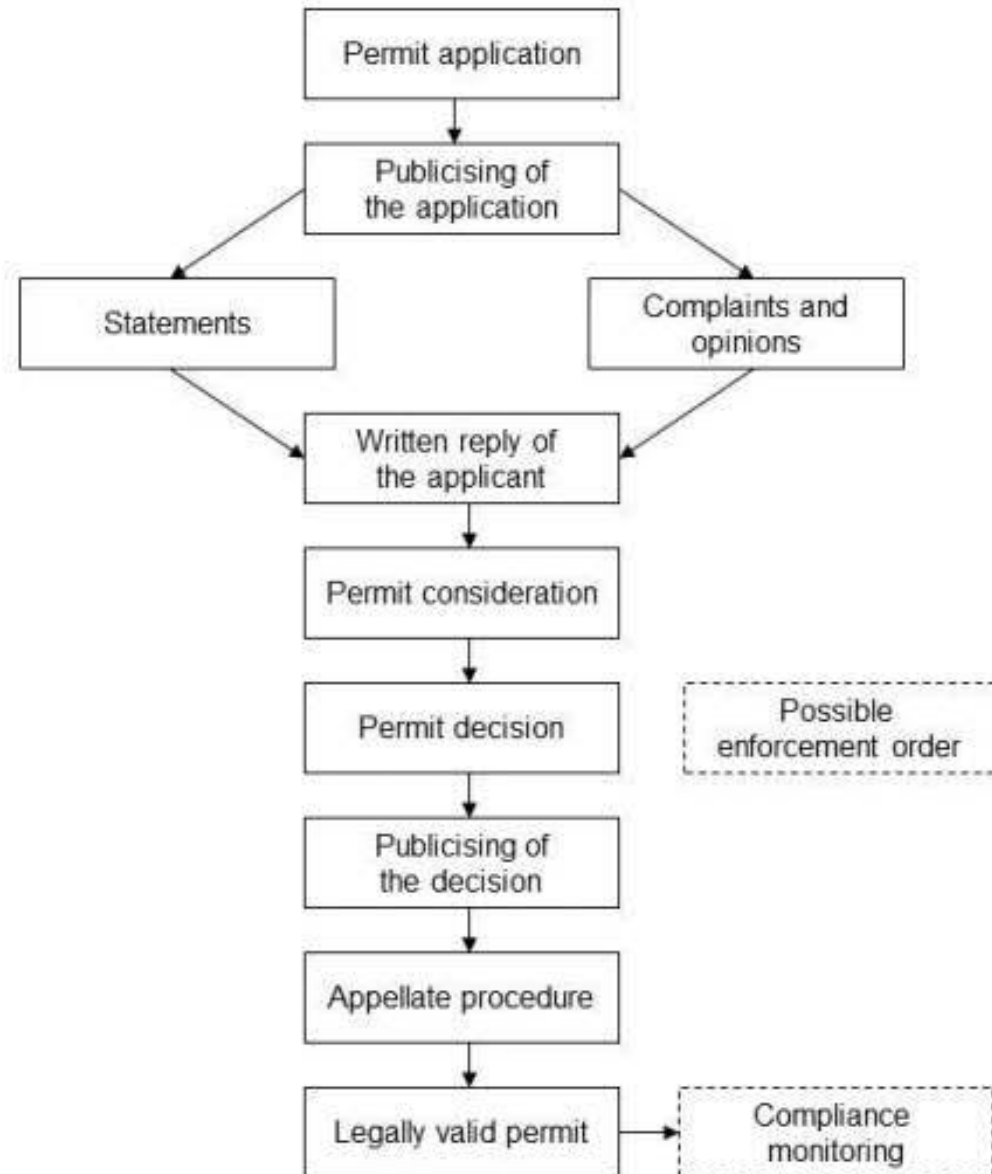 Permit application
Publicising of
the application
Statements
Complaints and
opinions
Written reply of
the applicant
Permit consideration
Permit decision
Possible
enforcement order
Publicising of
the decision
Appellate procedure
Legally valid permit
Compliance
monitoring